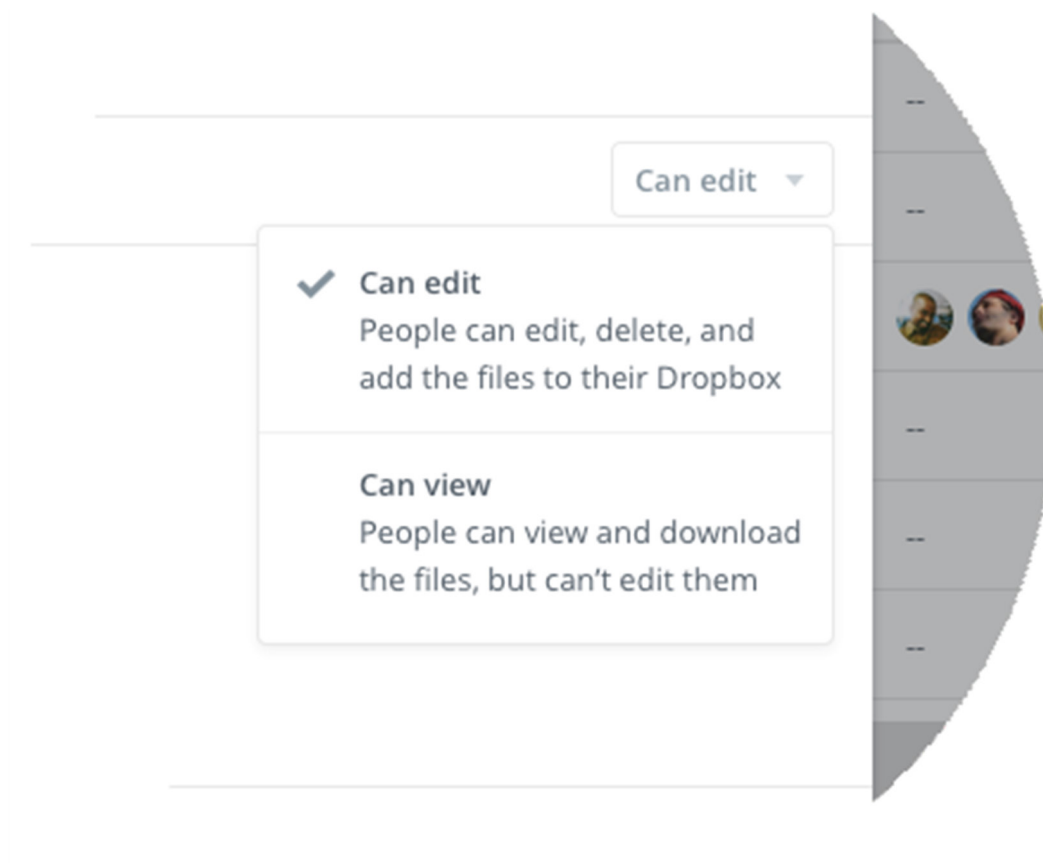 --
Can edit
--
Can edit
People can edit, delete, and
add the files to their Dropbox
--
Can view
People can view and download
--
the files, but can’t edit them
--